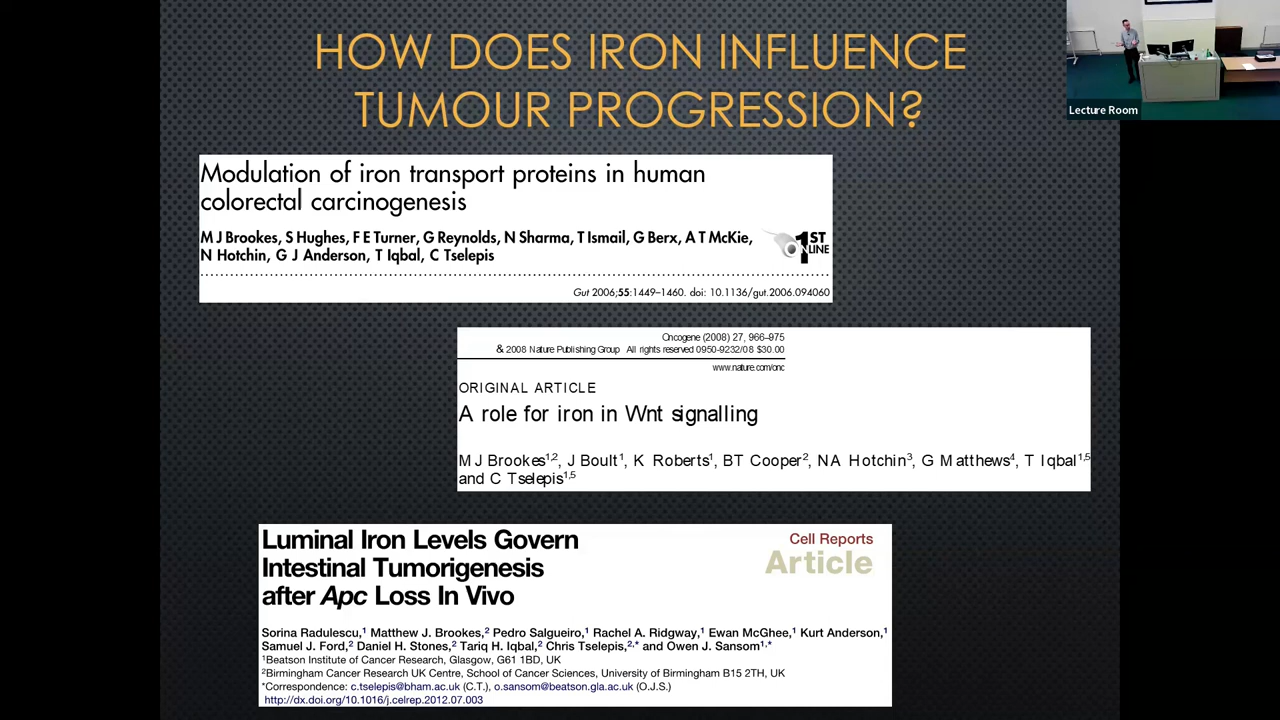 HOW DOES IRON INFLUENCE
TUMOUR PROGRESSION?
Lecture Room
Modulation of iron transport proteins in human
colorectal carcinogenesis
M J Brookes, S Hughes, F E Turner, G Reynolds, N Sharma, T Ismail, G Berx, A T McKie,
N Hotchin, G J Anderson, T Iqbal, C Tselepis
1ST
ONLINE
Gut 2006;55:1449–1460. doi: 10.1136/gut.2006.094060
Oncogene (2008) 27, 966–975
& 2008 Nature Publishing Group All rights reserved 0950-9232/08 $30.00
www.nature.com/onc
ORIGINAL ARTICLE
A role for iron in Wnt signalling
M J Brookes1,2, J Boult1, K Roberts1, BT Cooper2, NA Hotchin3, G Matthews4, T Iqbal1,5
and C Tselepis1,5
Luminal Iron Levels Govern
Intestinal Tumorigenesis
after Apc Loss In Vivo
Cell Reports
Article
Sorina Radulescu,1 Matthew J. Brookes,2 Pedro Salgueiro,1 Rachel A. Ridgway,1 Ewan McGhee,1 Kurt Anderson,1
Samuel J. Ford,2 Daniel H. Stones,2 Tariq H. Iqbal,2 Chris Tselepis,2,* and Owen J. Sansom1,*
1Beatson Institute of Cancer Research, Glasgow, G61 1BD, UK
2Birmingham Cancer Research UK Centre, School of Cancer Sciences, University of Birmingham B15 2TH, UK
*Correspondence: c.tselepis@bham.ac.uk (C.T.), o.sansom@beatson.gla.ac.uk (O.J.S.)
http://dx.doi.org/10.1016/j.celrep.2012.07.003